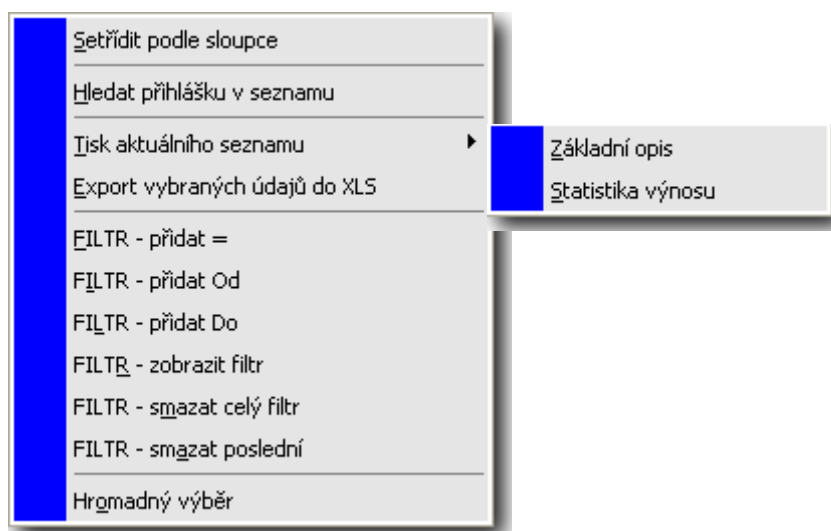 Setřídit podle sloupce
Hledat přihlášku v seznamu
Tisk aktuálního seznamu
Základní opis
Statistika výnosu
Export vybraných údajů do XLS
FILTR - přidat =
FILTR - přidat Od
FILTR - přidat Do
FILTR - zobrazit filtr
FILTR - smazat celý filtr
FILTR - smazat poslední
Hromadný výběr